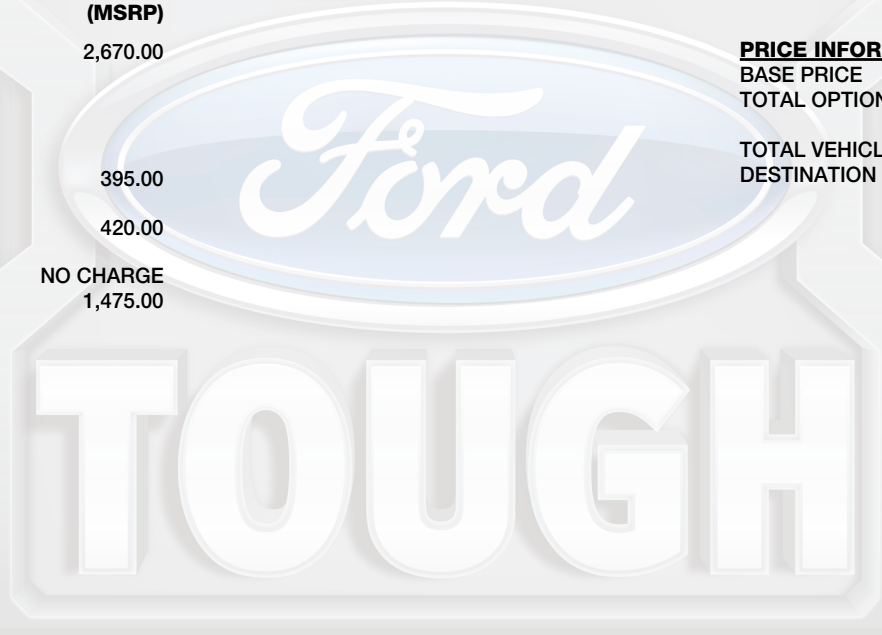 (MSRP)
2,670.00
395.00
420.00
NO CHARGE
1,475.00
PRICE INFOR
BASE PRICE
TOTAL OPTION
TOTAL VEHICL
DESTINATION
Ford
TOUGH